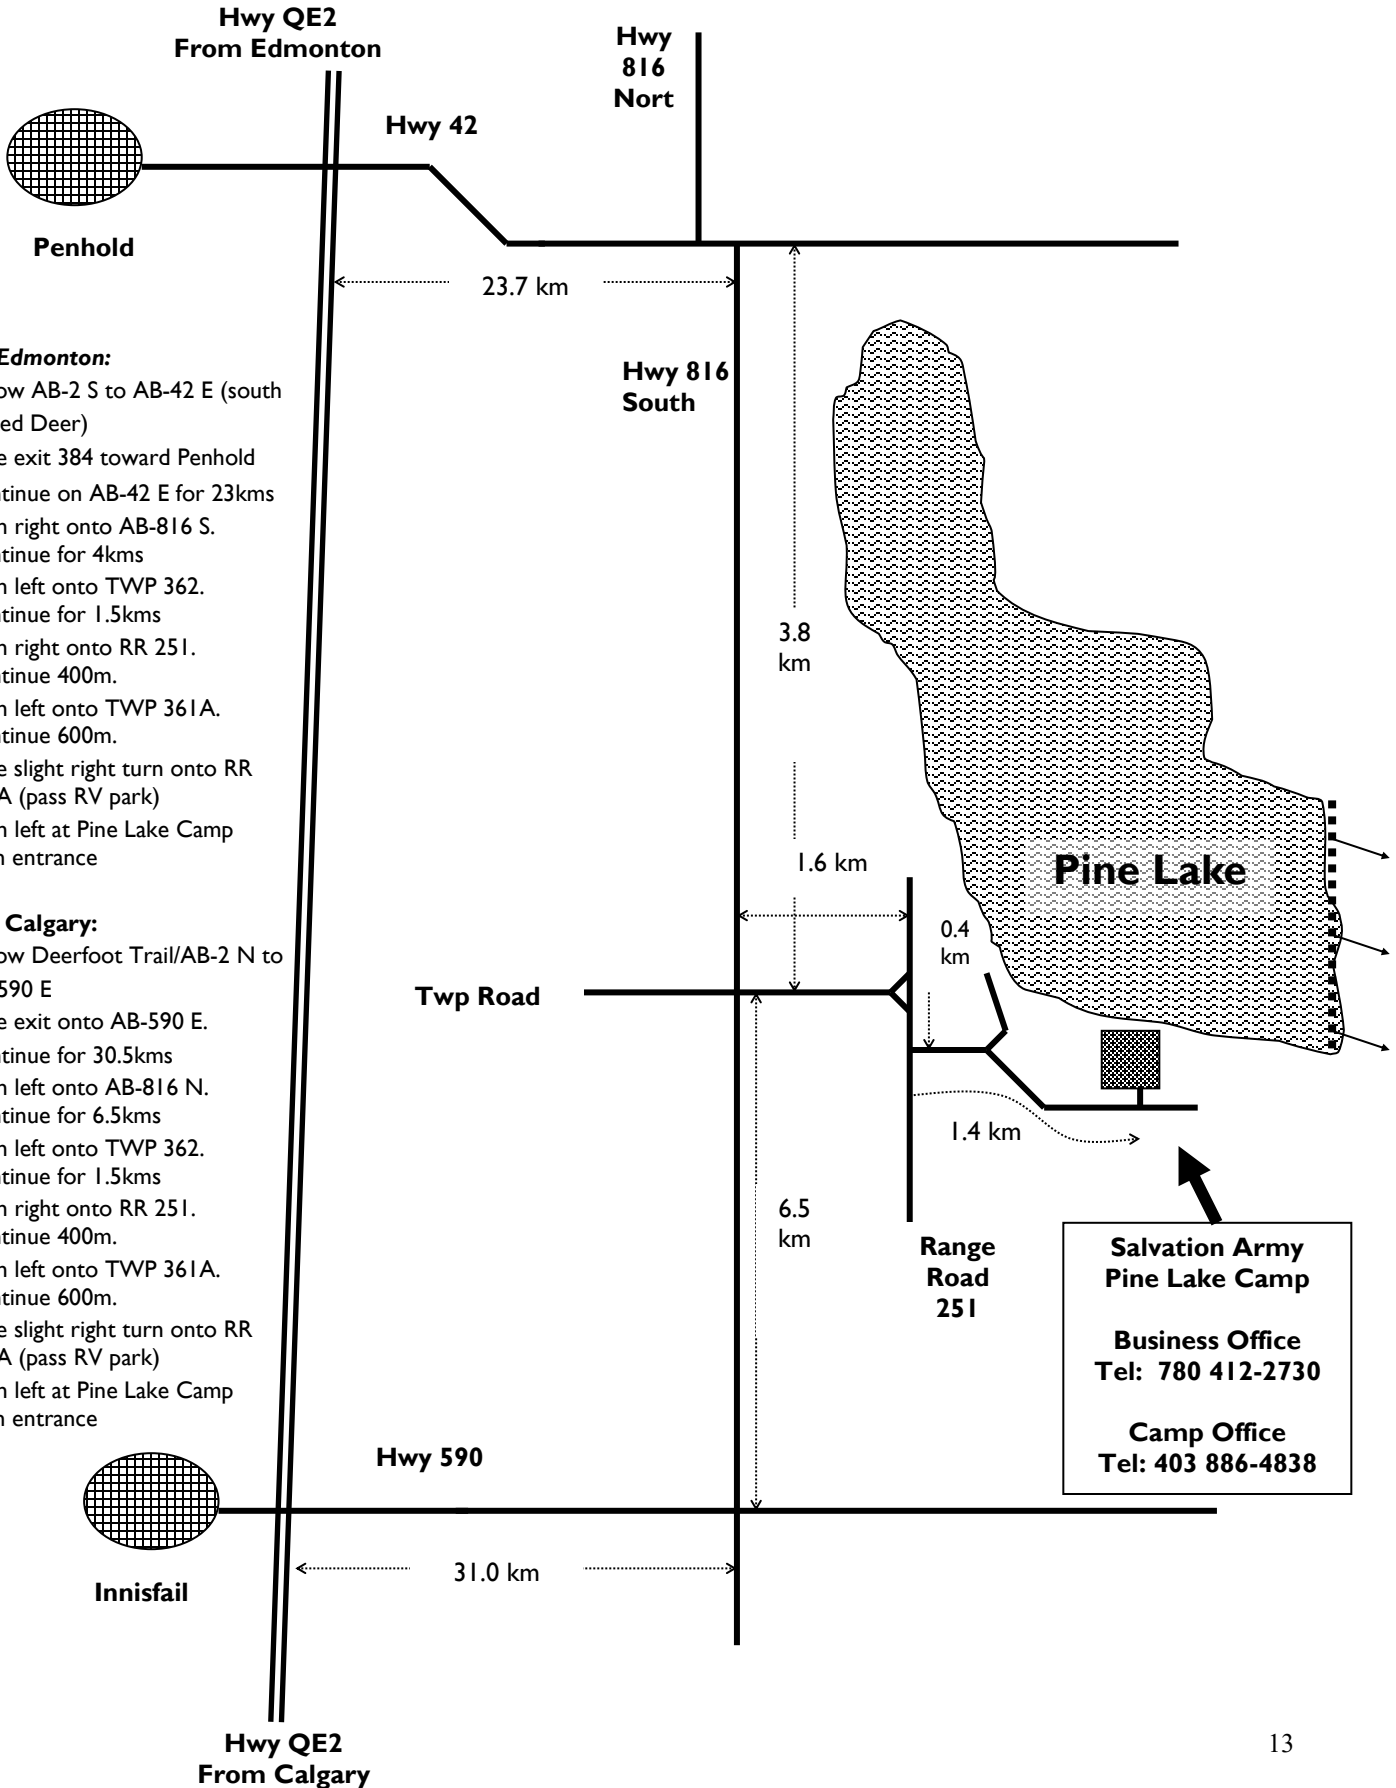 Hwy QE2
From Edmonton
Hwy
816
Nort
Hwy 42
Penhold
23.7 km
Edmonton:
ow AB-2 S to AB-42 E (south
ed Deer)
e exit 384 toward Penhold
tinue on AB-42 E for 23kms
n right onto AB-816 S.
tinue for 4kms
n left onto TWP 362.
tinue for 1.5kms
n right onto RR 251.
tinue 400m.
n left onto TWP 361A.
tinue 600m.
e slight right turn onto RR
A (pass RV park)
n left at Pine Lake Camp
n entrance
Calgary:
ow Deerfoot Trail/AB-2 N to
590 E
e exit onto AB-590 E.
tinue for 30.5kms
n left onto AB-816 N.
tinue for 6.5kms
n left onto TWP 362.
tinue for 1.5kms
n right onto RR 251.
tinue 400m.
n left onto TWP 361A.
tinue 600m.
e slight right turn onto RR
A (pass RV park)
n left at Pine Lake Camp
n entrance
Hwy 816
South
3.8
km
1.6 km
Pine Lake
0.4
km
Twp Road
1.4 km
6.5
km
Range
Road
251
Salvation Army
Pine Lake Camp
Business Office
Tel:  780 412-2730
Camp Office
Tel: 403 886-4838
Hwy 590
Innisfail
31.0 km
Hwy QE2
From Calgary
13